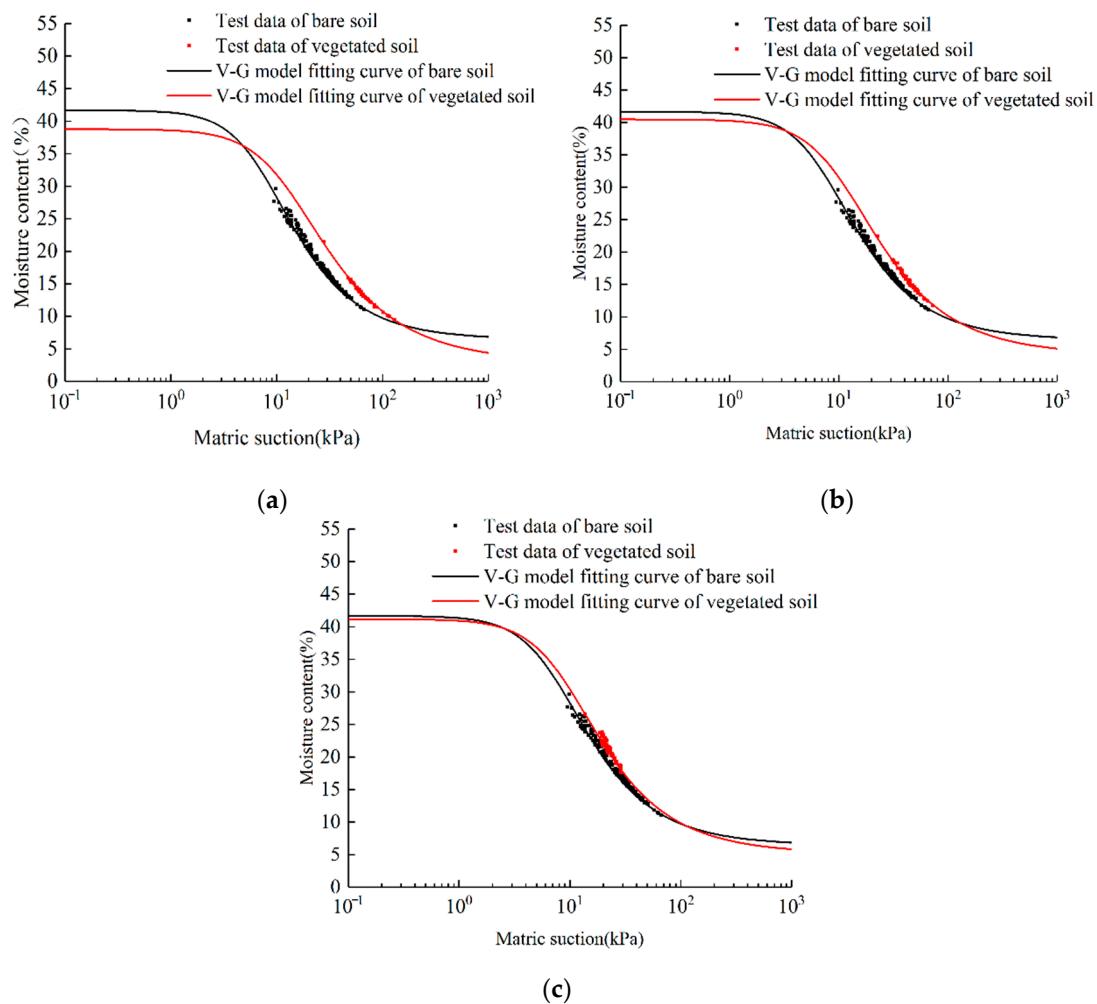 55
50
45
40
35
30
25
20
15
10
5
0
Moisture content(%)
Test data of bare soil
Test data of vegetated soil
V-G model fitting curve of bare soil
V-G model fitting curve of vegetated soil
10⁻¹ 10⁰ 10¹ 10² 10³
Matric suction(kPa)
(a)
55
50
45
40
35
30
25
20
15
10
5
0
Moisture content(%)
Test data of bare soil
Test data of vegetated soil
V-G model fitting curve of bare soil
V-G model fitting curve of vegetated soil
10⁻¹ 10⁰ 10¹ 10² 10³
Matric suction(kPa)
(b)
55
50
45
40
35
30
25
20
15
10
5
0
Moisture content(%)
Test data of bare soil
Test data of vegetated soil
V-G model fitting curve of bare soil
V-G model fitting curve of vegetated soil
10⁻¹ 10⁰ 10¹ 10² 10³
Matric suction(kPa)
(c)